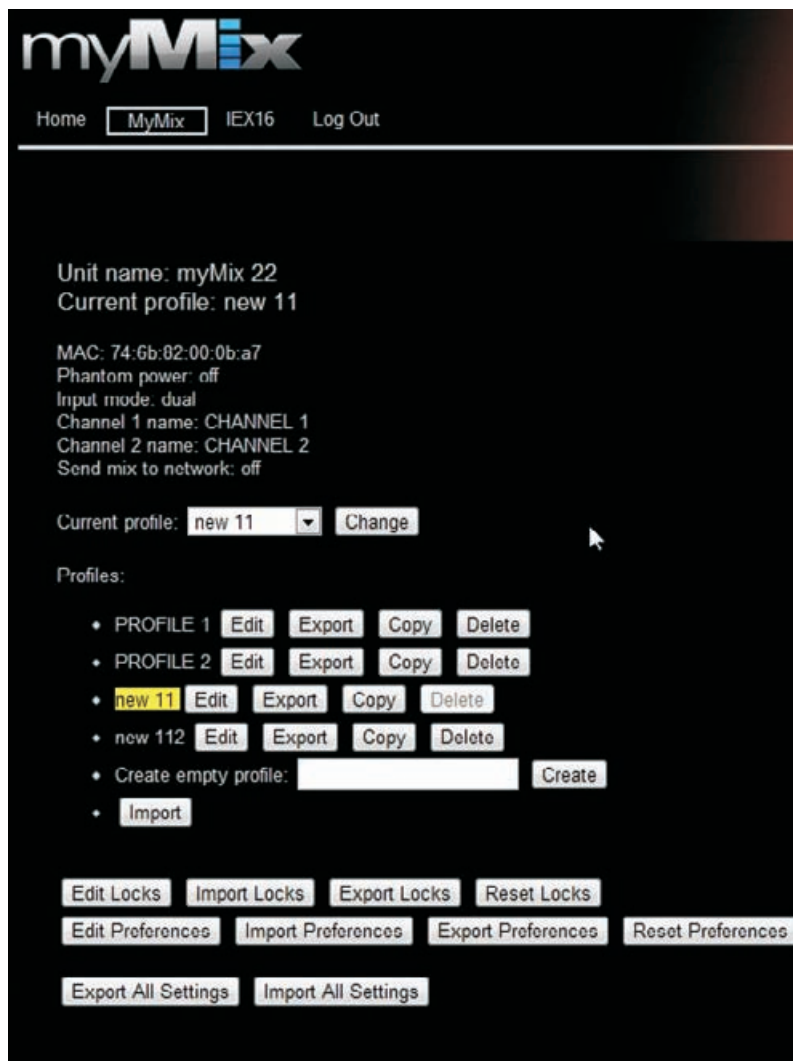 myMix
Home MyMix IEX16 Log Out
Unit name: myMix 22
Current profile: new 11
MAC: 74:6b:82:00:0b:a7
Phantom power: off
Input mode: dual
Channel 1 name: CHANNEL 1
Channel 2 name: CHANNEL 2
Send mix to network: off
Current profile: new 11 Change
Profiles:
PROFILE 1 Edit Export Copy Delete
PROFILE 2 Edit Export Copy Delete
new 11 Edit Export Copy Delete
new 112 Edit Export Copy Delete
Create empty profile: Create
Import
Edit Locks Import Locks Export Locks Reset Locks
Edit Preferences Import Preferences Export Preferences Reset Preferences
Export All Settings Import All Settings